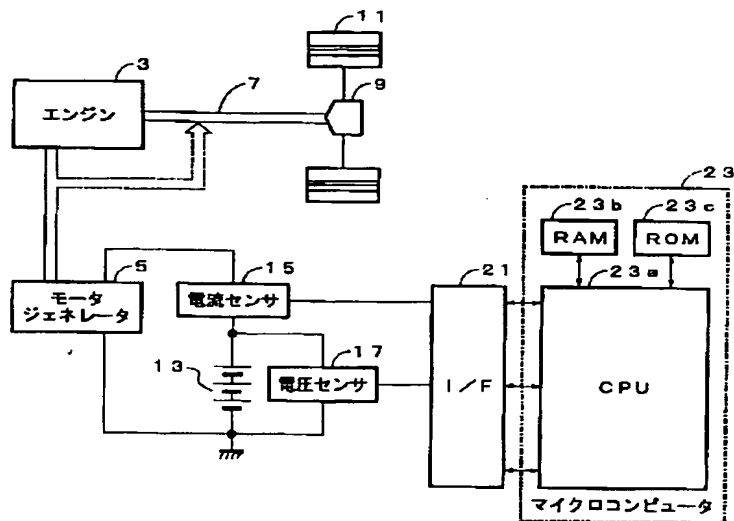 11
3
7
9
エンジン
23
23b
23c
RAM
ROM
5
15
21
23a
モータ
ジェネレータ
電流センサ
17
13
電圧センサ
I/F
CPU
マイクロコンピュータ